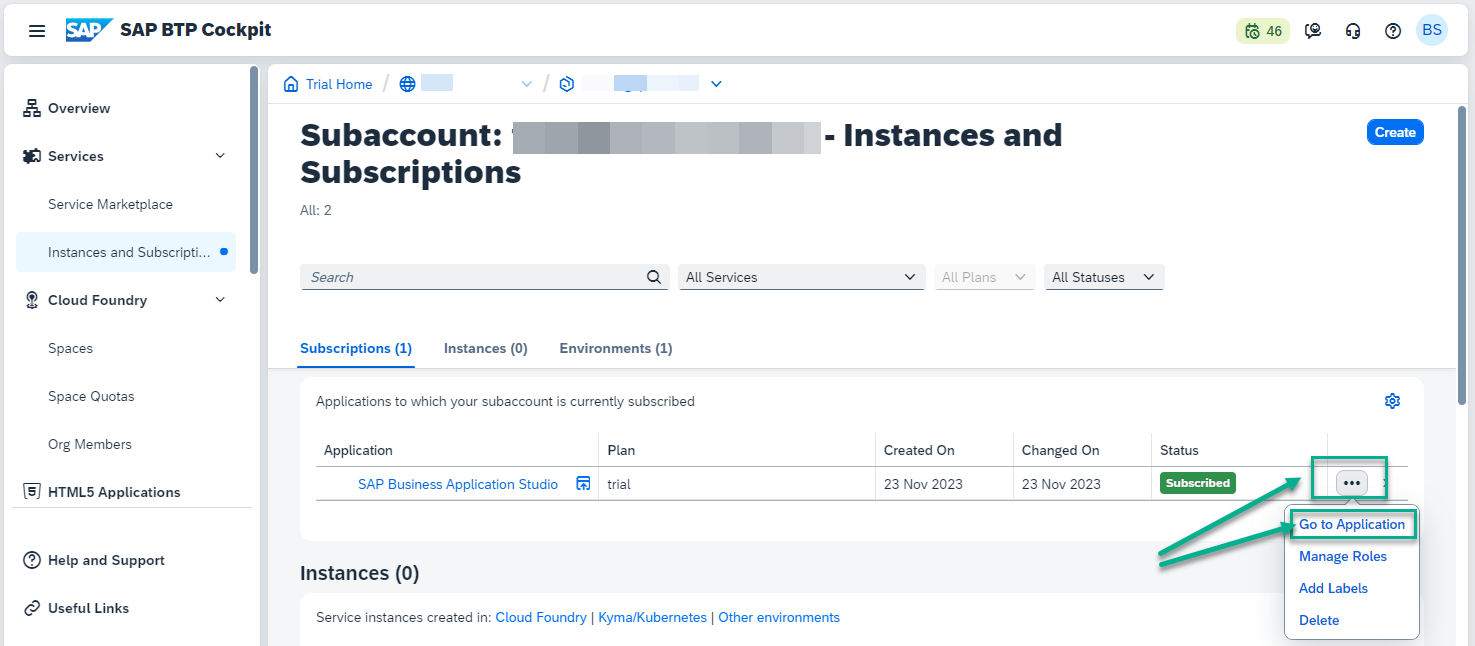 SAP SAP BTP Cockpit
46
BS
Overview
Services
Service Marketplace
Instances and Subscripti...
Cloud Foundry
Spaces
Space Quotas
Org Members
HTML5 Applications
Help and Support
Useful Links
Trial Home / /
Subaccount: - Instances and
Subscriptions
Create
All: 2
Search
All Services
All Plans
All Statuses
Subscriptions (1) Instances (0) Environments (1)
Applications to which your subaccount is currently subscribed
Application Plan Created On Changed On Status
SAP Business Application Studio trial 23 Nov 2023 23 Nov 2023 Subscribed
Go to Application
Manage Roles
Add Labels
Delete
Instances (0)
Service instances created in: Cloud Foundry | Kyma/Kubernetes | Other environments